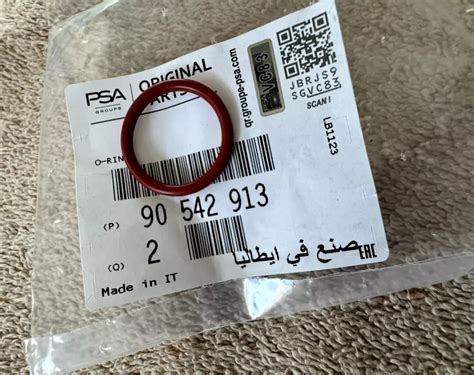 PSA
GROUPE
ORIGINAL
PARTS
qr.groupe-psa.com
VC83
JBRJS9
SGVC83
SCAN!
LB1123
O-RIN
(P) 90 542 913
(Q) 2
Made in IT
صنع في ايطاليا
EAC